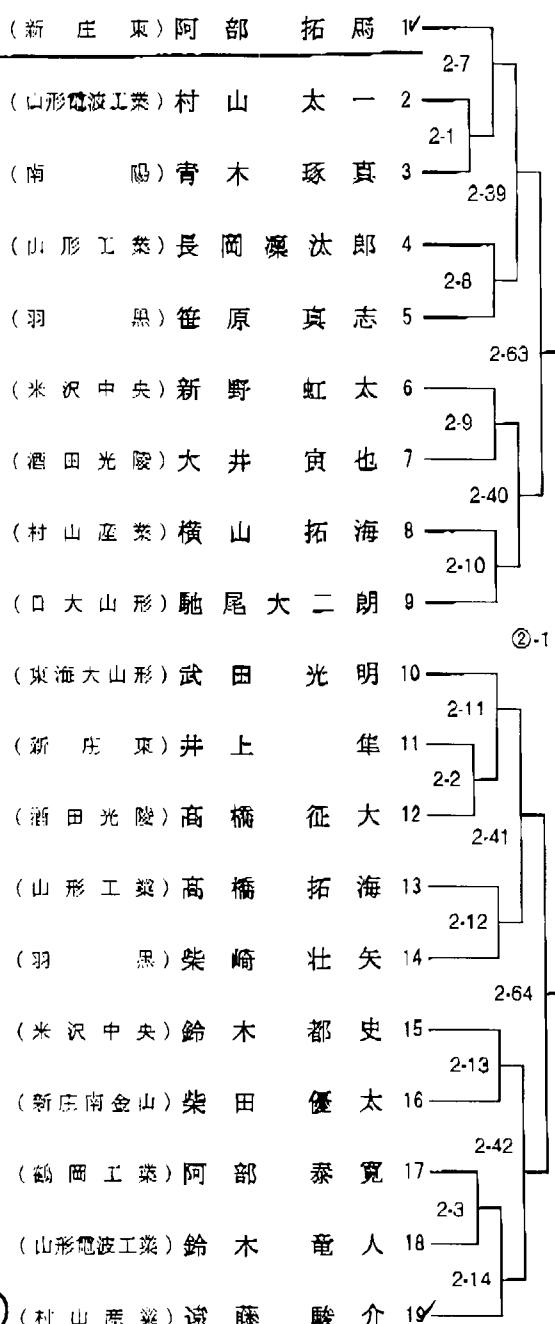 (新庄東) 阿部 拓 1
(山形電波工業) 村山 太一 2
(南陽) 青木 琢真 3
(山形工業) 長岡 凜汰郎 4
(羽黒) 笹原 真志 5
(米沢中央) 新野 虹太 6
(酒田光陵) 大井 寅也 7
(村山産業) 横山 拓海 8
(日大山形) 馳尾 大二朗 9
(東海大山形) 武田 光明 10
(新庄東) 井上 隼 11
(酒田光陵) 髙橋 征大 12
(山形工業) 髙橋 拓海 13
(羽黒) 柴崎 壮矢 14
(米沢中央) 鈴木 都史 15
(新庄南金山) 柴田 優太 16
(鶴岡工業) 阿部 泰寛 17
(山形電波工業) 鈴木 竜人 18
(村山産業) 遠藤 駿介 19
2-7
2-1
2-39
2-8
2-63
2-9
2-40
2-10
②-1
2-11
2-2
2-41
2-12
2-64
2-13
2-42
2-3
2-14